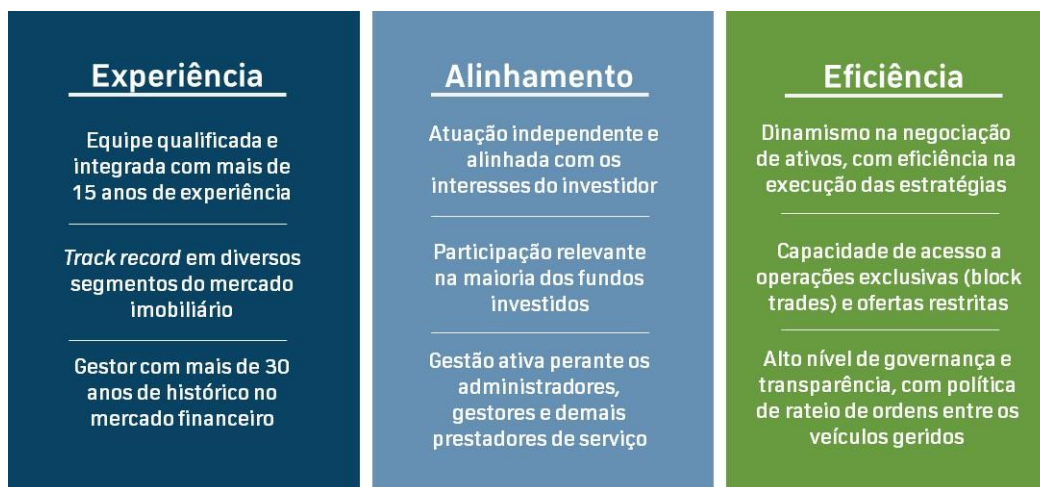 Experiência
Equipe qualificada e
integrada com mais de
15 anos de experiência
Track record em diversos
segmentos do mercado
imobiliário
Gestor com mais de 30
anos de histórico no
mercado financeiro
Alinhamento
Atuação independente e
alinhada com os
interesses do investidor
Participação relevante
na maioria dos fundos
investidos
Gestão ativa perante os
administradores,
gestores e demais
prestadores de serviço
Eficiência
Dinamismo na negociação
de ativos, com eficiência na
execução das estratégias
Capacidade de acesso a
operações exclusivas (block
trades) e ofertas restritas
Alto nível de governança e
transparência, com política
de rateio de ordens entre os
veículos geridos